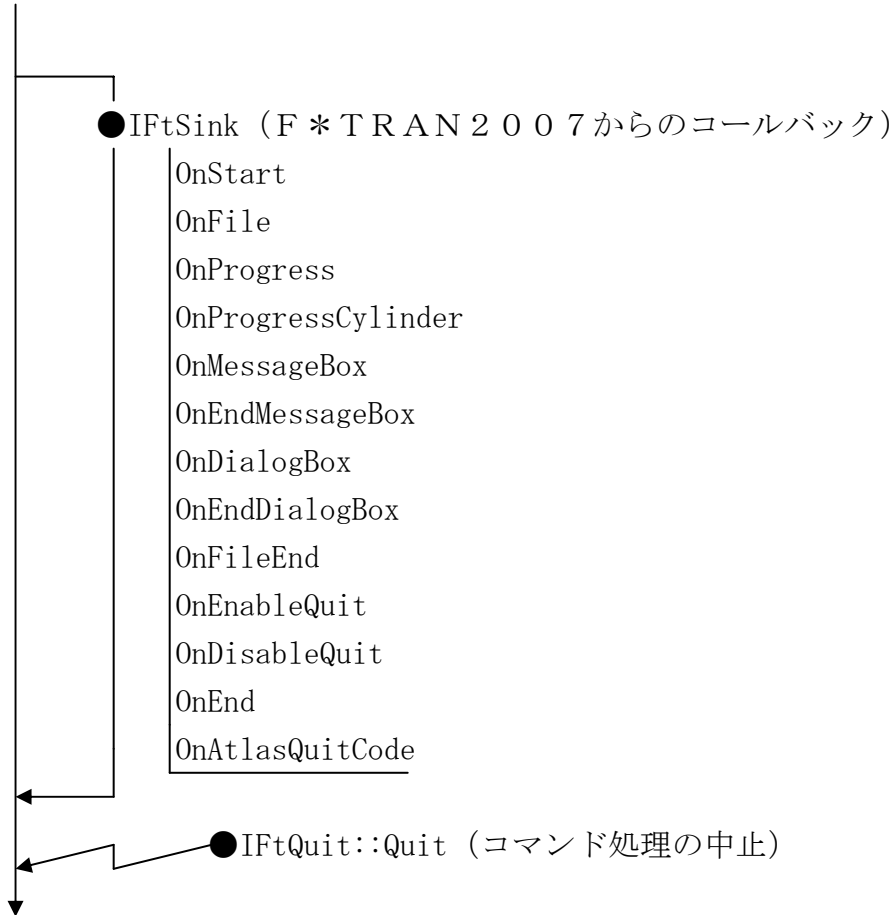 ●IFtSink（Ｆ＊ＴＲＡＮ２００７からのコールバック）
OnStart
OnFile
OnProgress
OnProgressCylinder
OnMessageBox
OnEndMessageBox
OnDialogBox
OnEndDialogBox
OnFileEnd
OnEnableQuit
OnDisableQuit
OnEnd
OnAtlasQuitCode
●IFtQuit::Quit（コマンド処理の中止）